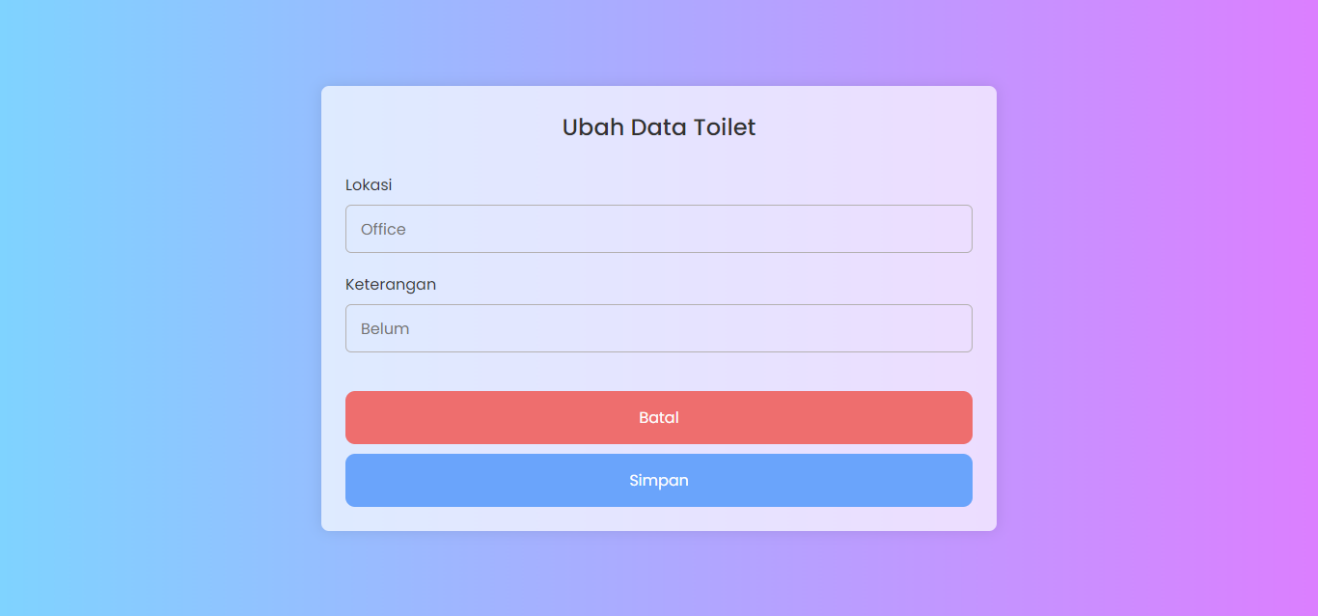 Ubah Data Toilet
Lokasi
Office
Keterangan
Belum
Batal
Simpan